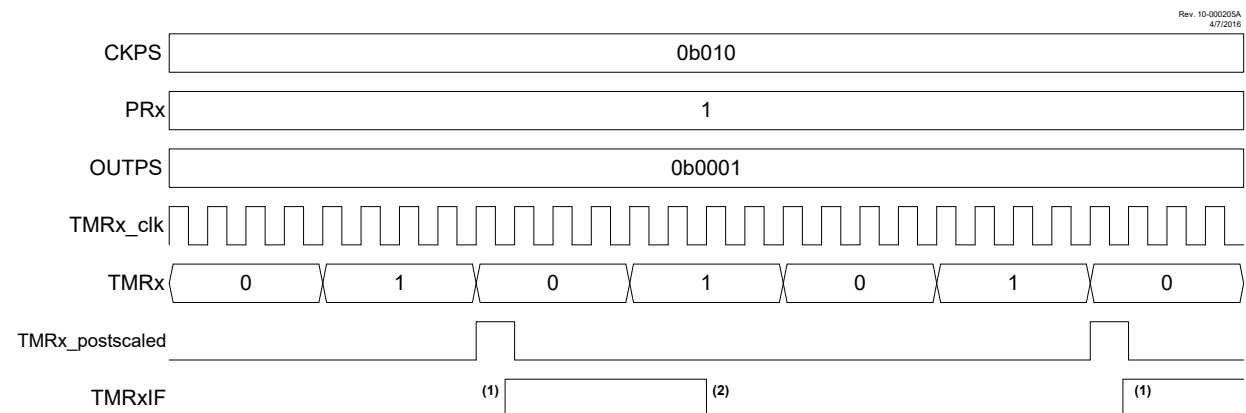 Rev. 10-000205A
4/7/2016
CKPS 0b010
PRx 1
OUTPS 0b0001
TMRx_clk
TMRx 0 1 0 1 0 1 0
TMRx_postscaled
TMRxIF (1) (2) (1)